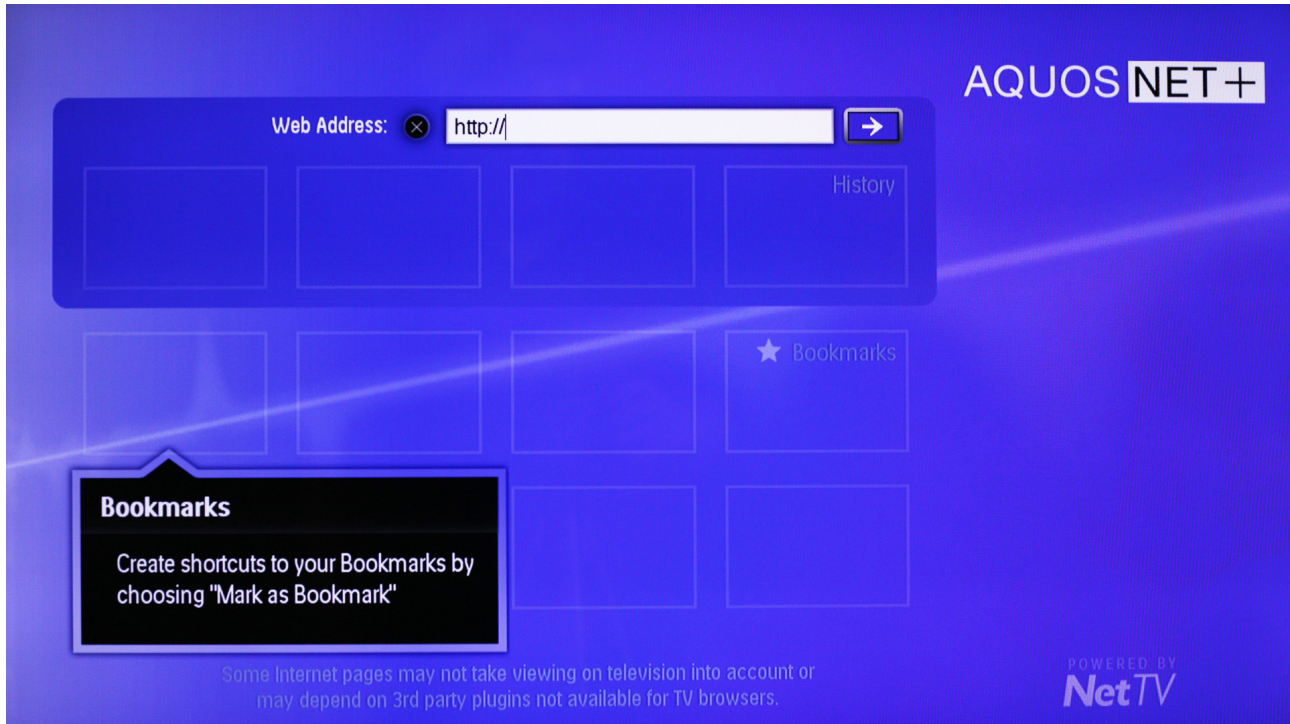 AQUOS NET+
Web Address: http://
History
Bookmarks
Bookmarks
Create shortcuts to your Bookmarks by
choosing "Mark as Bookmark"
Some Internet pages may not take viewing on television into account or
may depend on 3rd party plugins not available for TV browsers.
POWERED BY
NetTV